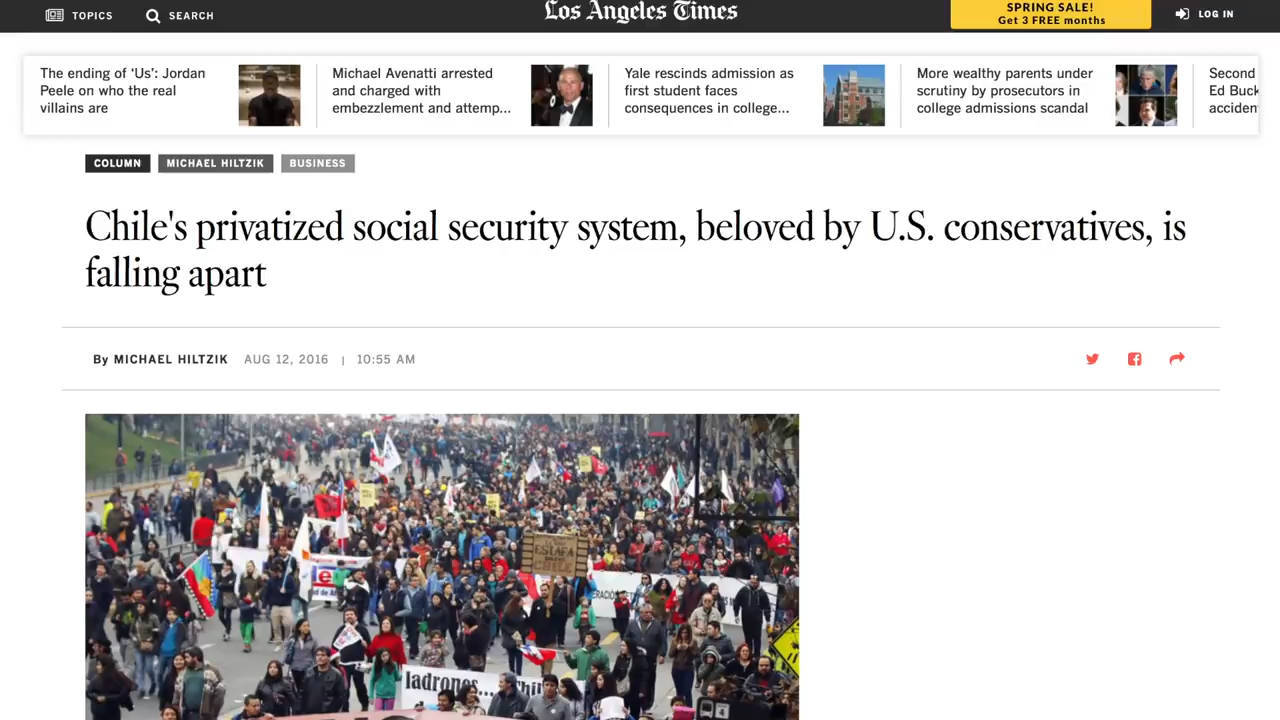 TOPICS
SEARCH
Los Angeles Times
SPRING SALE!
Get 3 FREE months
LOG IN
The ending of ‘Us’: Jordan
Peele on who the real
villains are
Michael Avenatti arrested
and charged with
embezzlement and attemp...
Yale rescinds admission as
first student faces
consequences in college...
More wealthy parents under
scrutiny by prosecutors in
college admissions scandal
Second
Ed Buck
acciden
COLUMN
MICHAEL HILTZIK
BUSINESS
Chile's privatized social security system, beloved by U.S. conservatives, is
falling apart
By MICHAEL HILTZIK AUG 12, 2016 | 10:55 AM
ESTAFA
CHILE
ladrones...